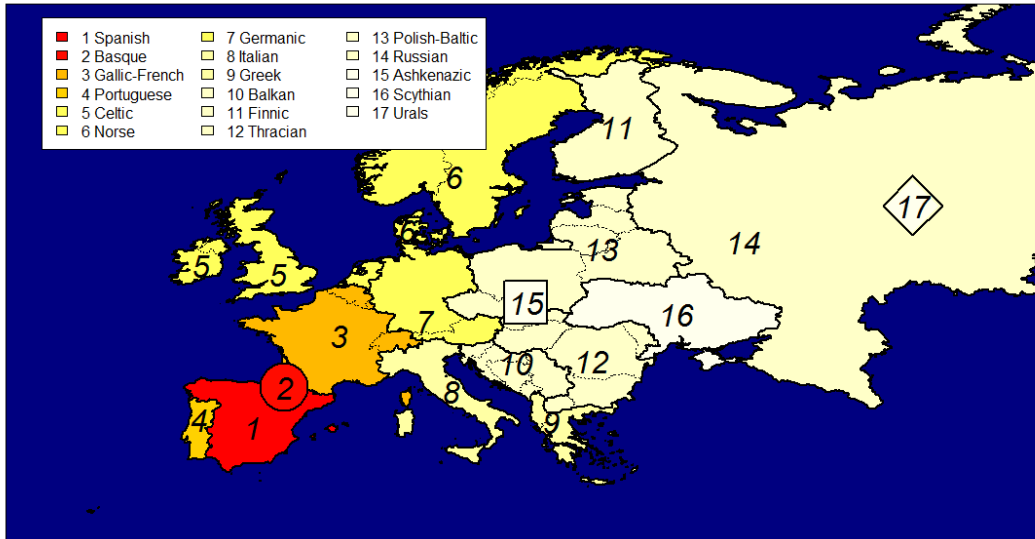 1 Spanish
2 Basque
3 Gallic-French
4 Portuguese
5 Celtic
6 Norse
7 Germanic
8 Italian
9 Greek
10 Balkan
11 Finnic
12 Thracian
13 Polish-Baltic
14 Russian
15 Ashkenazic
16 Scythian
17 Urals
11
6
17
6
13
14
5
5
15
16
7
3
10
12
2
8
4
1
9